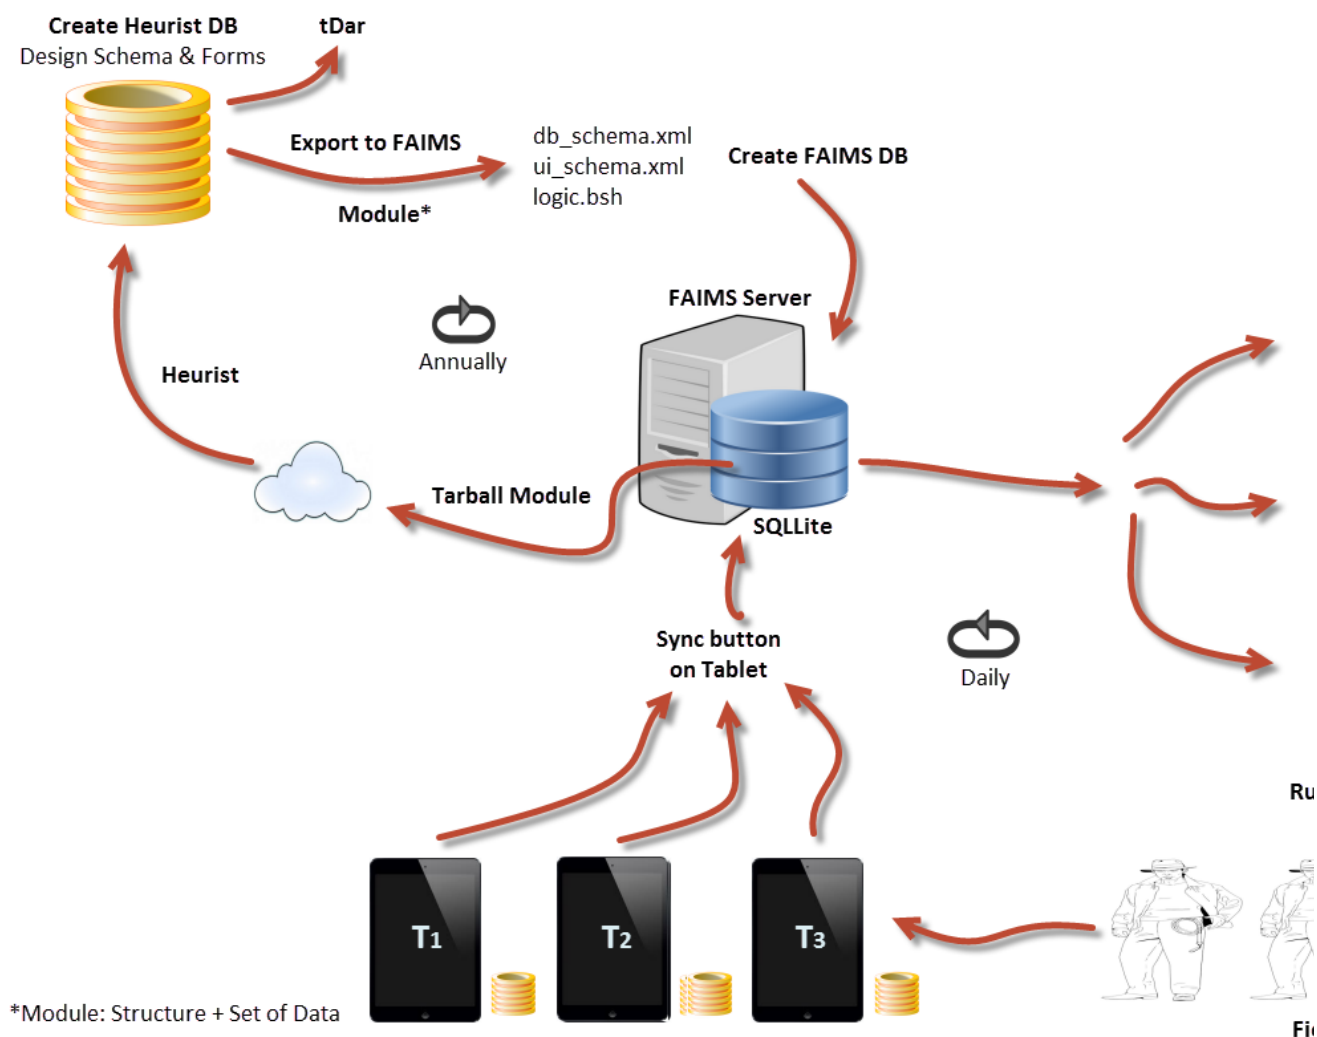 Create Heurist DB
Design Schema & Forms
tDar
Export to FAIMS
Module*
db_schema.xml
ui_schema.xml
logic.bsh
Create FAIMS DB
FAIMS Server
Annually
Heurist
Tarball Module
SQLLite
Sync button
on Tablet
Daily
Ru
T1
T2
T3
*Module: Structure + Set of Data
Fie